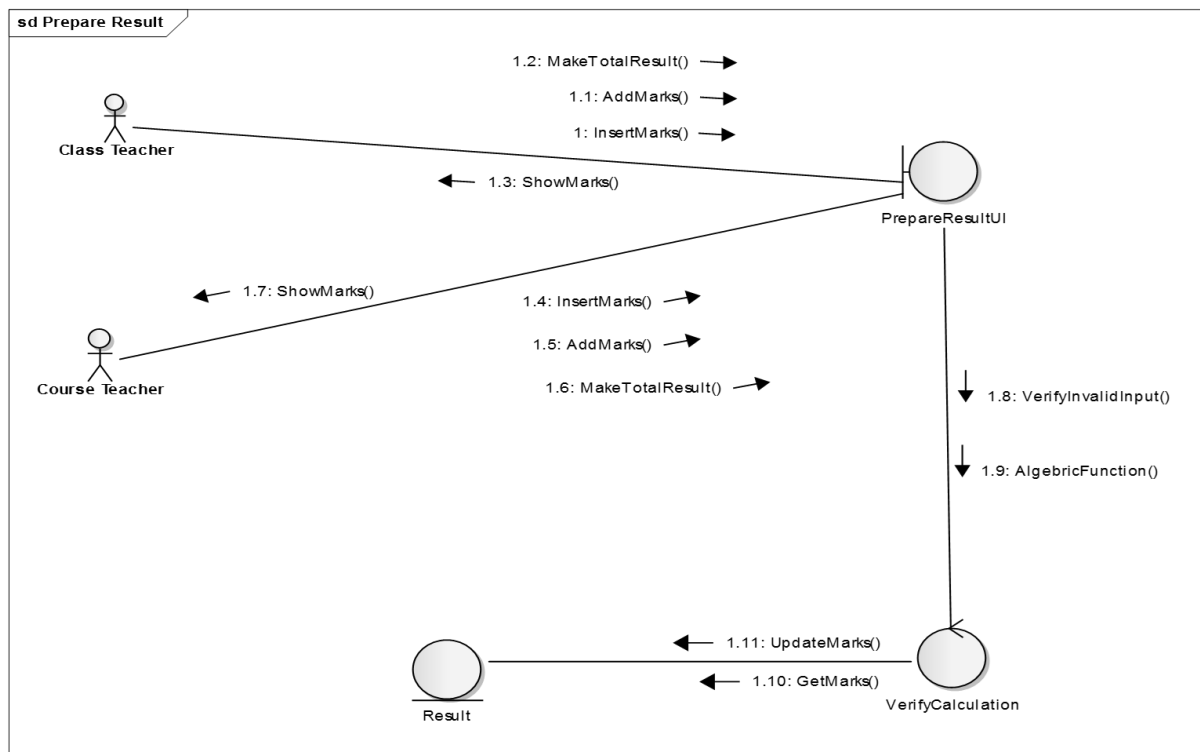 sd Prepare Result
1.2: MakeTotalResult()
1.1: AddMarks()
1: InsertMarks()
Class Teacher
1.3: ShowMarks()
PrepareResultUI
1.7: ShowMarks()
1.4: InsertMarks()
1.5: AddMarks()
Course Teacher
1.6: MakeTotalResult()
1.8: VerifyInvalidInput()
1.9: AlgebricFunction()
1.11: UpdateMarks()
1.10: GetMarks()
VerifyCalculation
Result